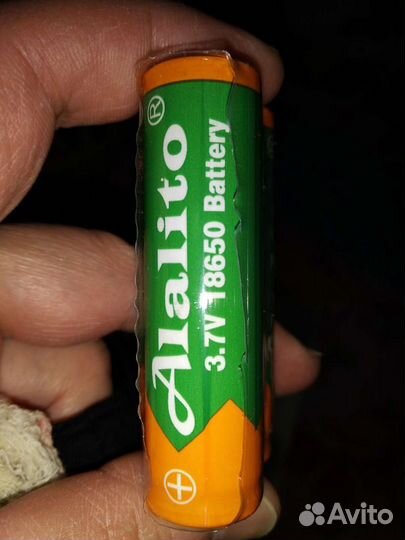 Alalito®
3.7V 18650 Battery
+
Avito